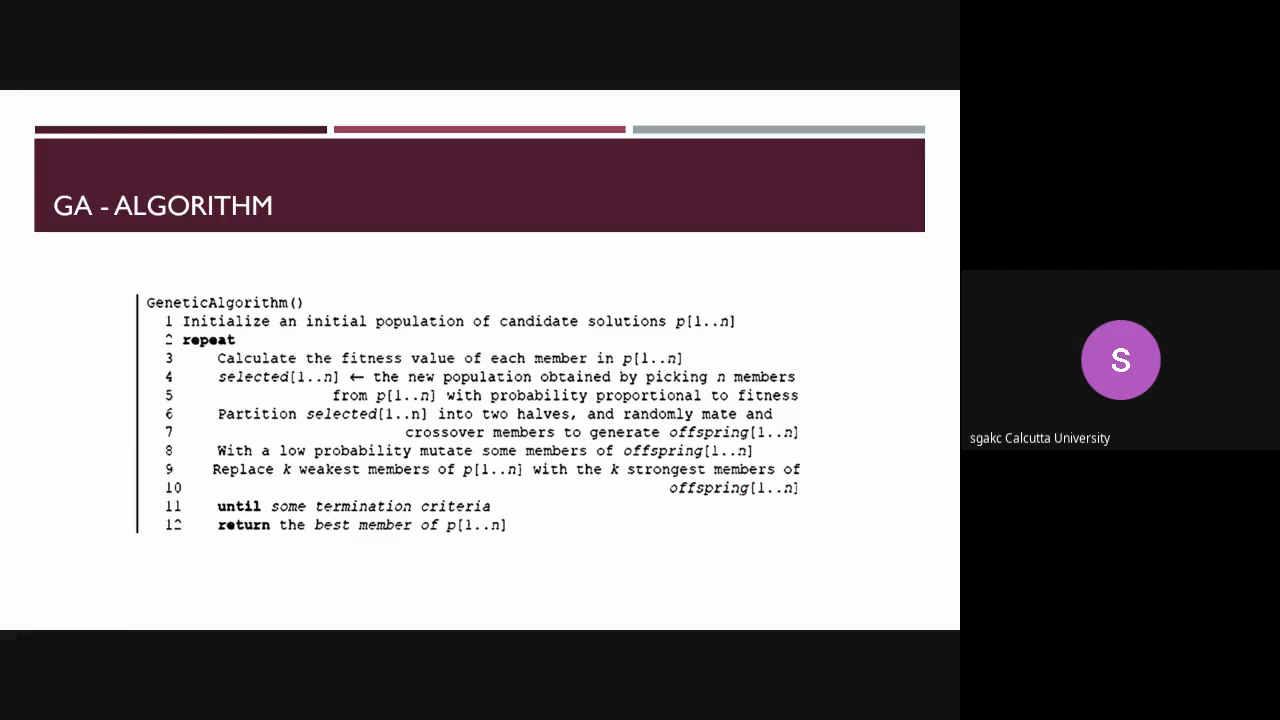 GA - ALGORITHM
GeneticAlgorithm()
1 Initialize an initial population of candidate solutions p[1..n]
2 repeat
3 Calculate the fitness value of each member in p[1..n]
4 selected[1..n] ← the new population obtained by picking n members
5 from p[1..n] with probability proportional to fitness
6 Partition selected[1..n] into two halves, and randomly mate and
7 crossover members to generate offspring[1..n]
8 With a low probability mutate some members of offspring[1..n]
9 Replace k weakest members of p[1..n] with the k strongest members of
10 offspring[1..n]
11 until some termination criteria
12 return the best member of p[1..n]
S
sgakc Calcutta University